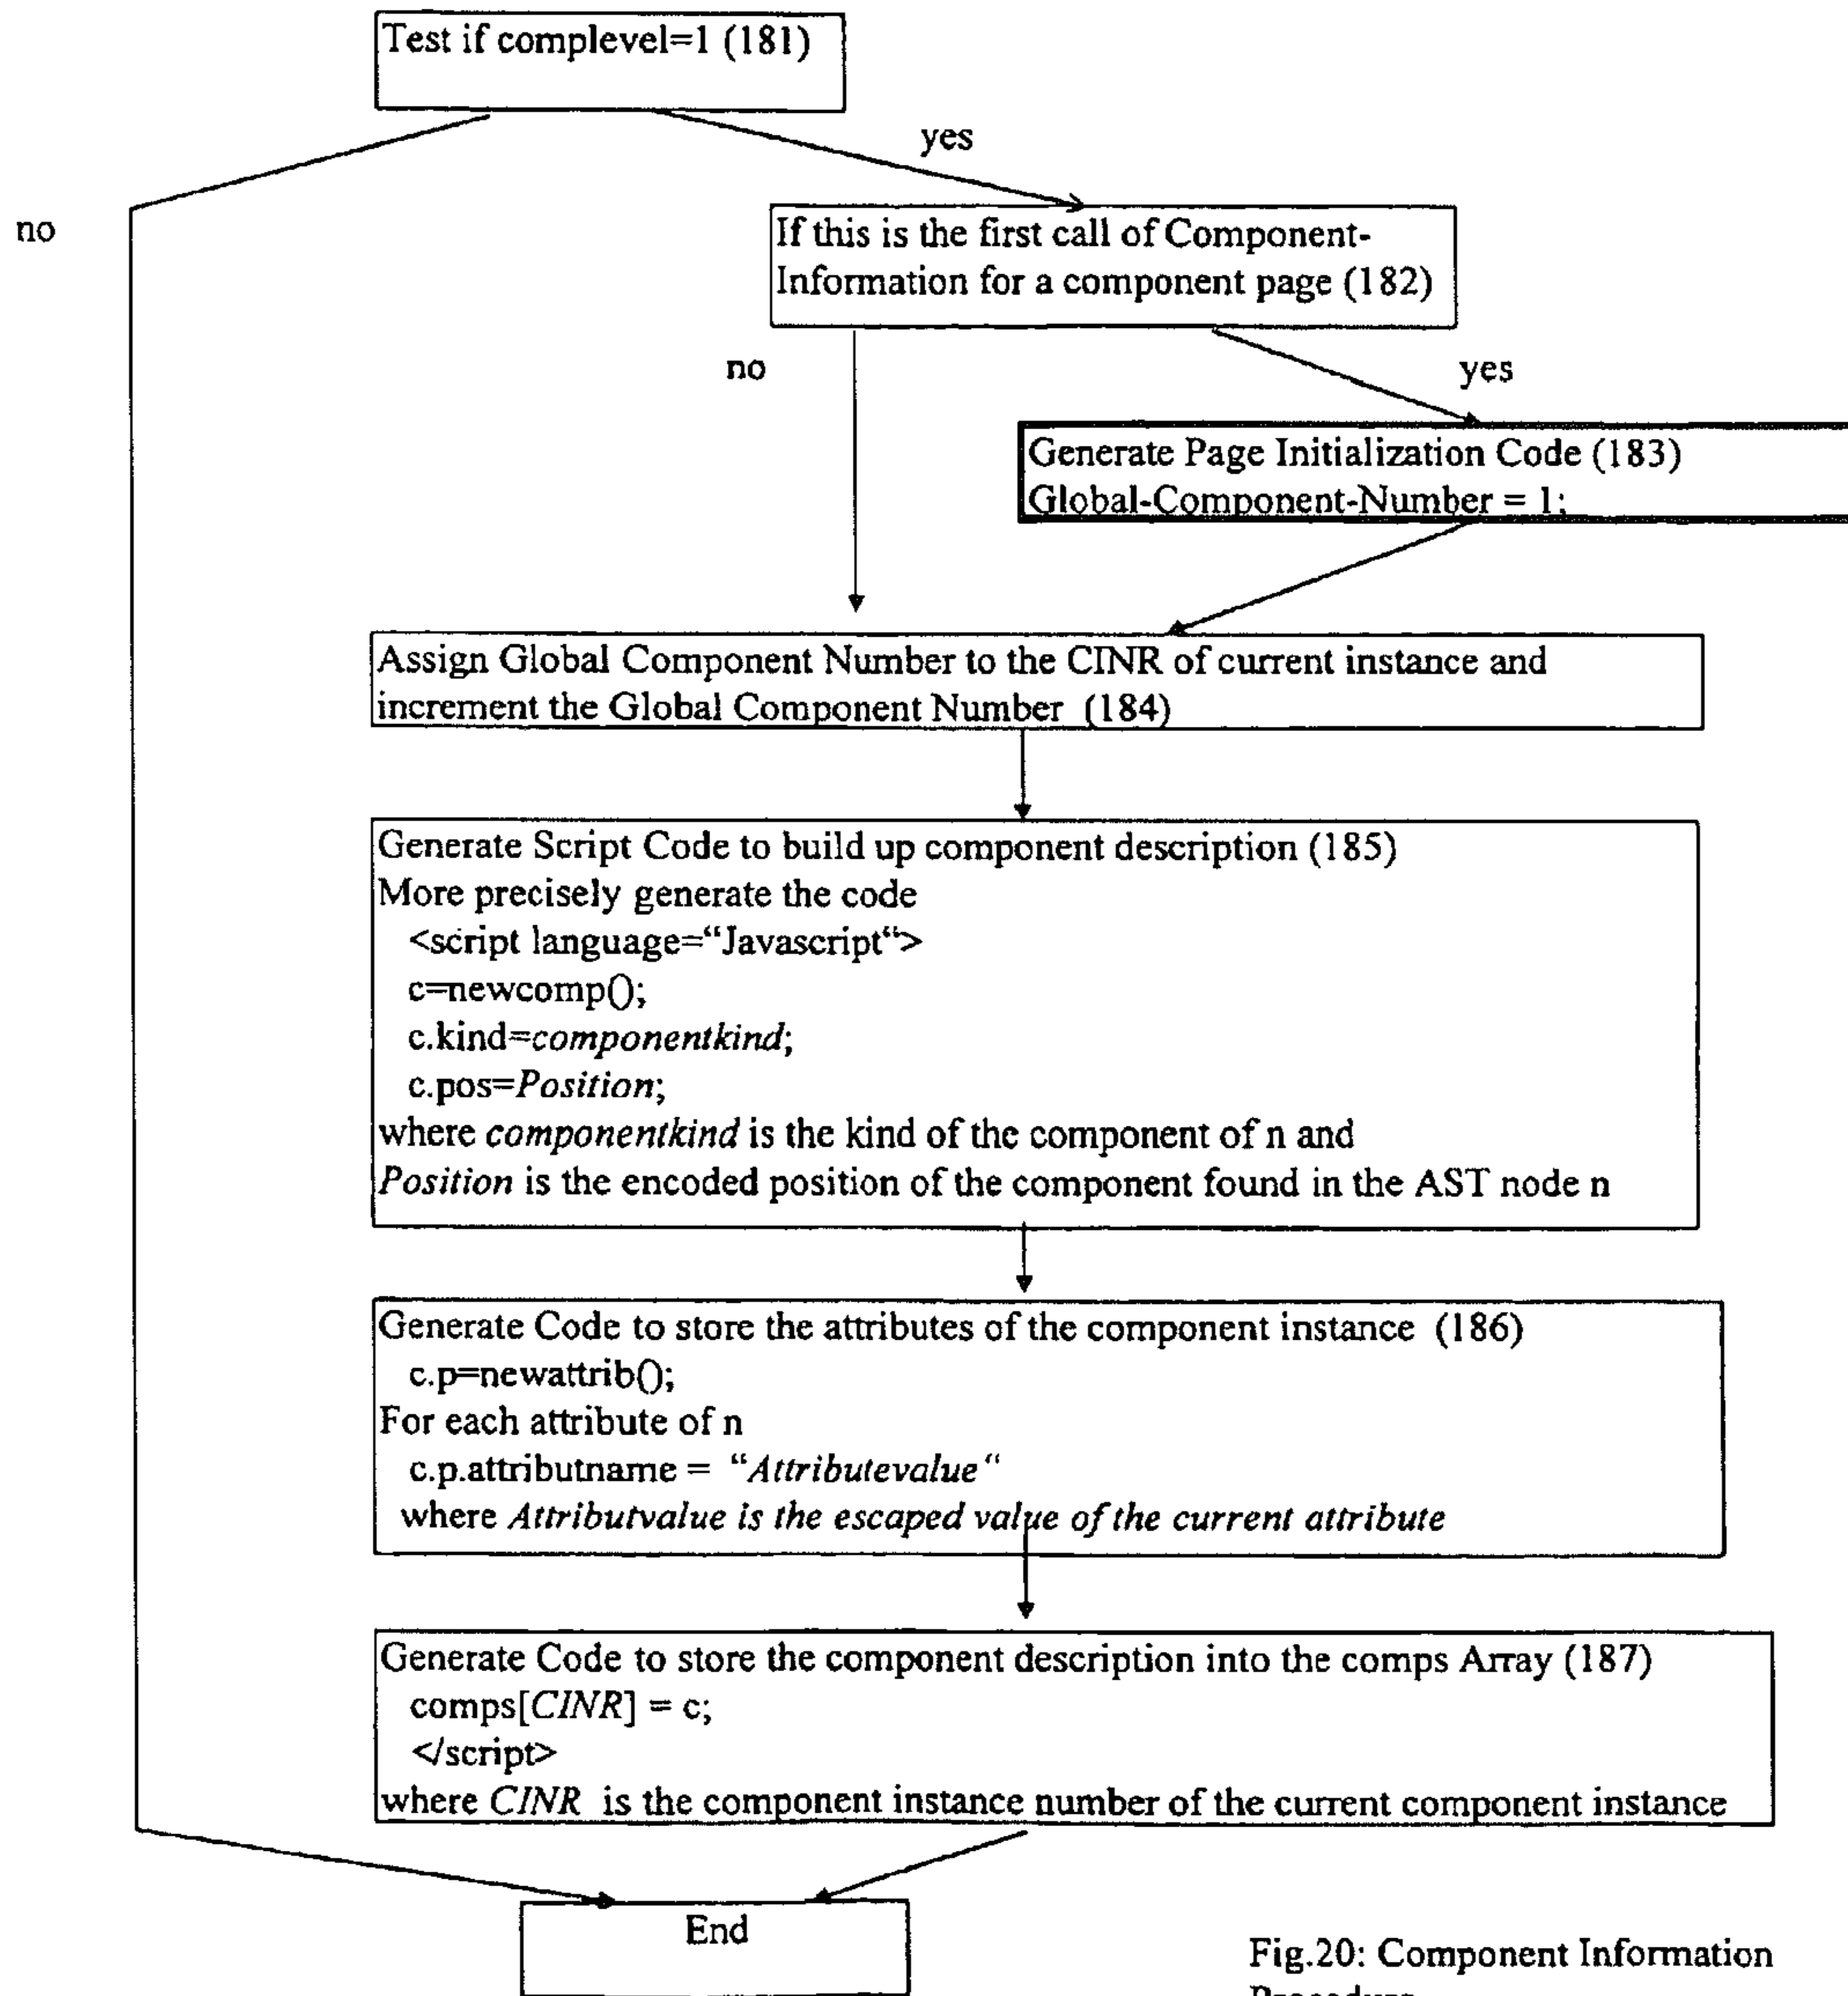 Test if complevel=1 (181)
yes
no
If this is the first call of Component-
Information for a component page (182)
no
yes
Generate Page Initialization Code (183)
Global-Component-Number = 1;
Assign Global Component Number to the CINR of current instance and
increment the Global Component Number (184)
Generate Script Code to build up component description (185)
More precisely generate the code
<script language=“Javascript“>
c=newcomp();
c.kind=componentkind;
c.pos=Position;
where componentkind is the kind of the component of n and
Position is the encoded position of the component found in the AST node n
Generate Code to store the attributes of the component instance (186)
c.p=newattrib();
For each attribute of n
c.p.attributname = “Attributevalue“
where Attributvalue is the escaped value of the current attribute
Generate Code to store the component description into the comps Array (187)
comps[CINR] = c;
</script>
where CINR is the component instance number of the current component instance
End
Fig.20: Component Information